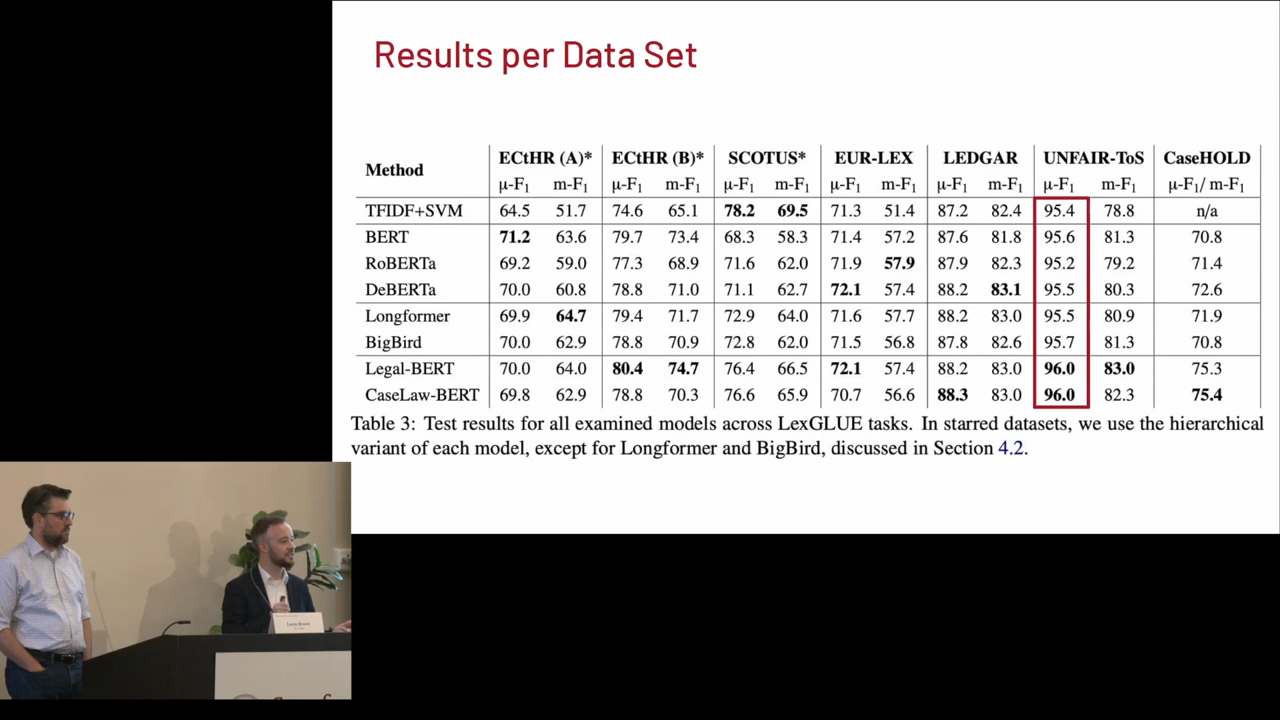 Results per Data Set
Method ECtHR (A)* ECtHR (B)* SCOTUS* EUR-LEX LEDGAR UNFAIR-ToS CaseHOLD
μ-F1 m-F1 μ-F1 m-F1 μ-F1 m-F1 μ-F1 m-F1 μ-F1 m-F1 μ-F1 m-F1 μ-F1/ m-F1
TFIDF+SVM 64.5 51.7 74.6 65.1 78.2 69.5 71.3 51.4 87.2 82.4 95.4 78.8 n/a
BERT 71.2 63.6 79.7 73.4 68.3 58.3 71.4 57.2 87.6 81.8 95.6 81.3 70.8
RoBERTa 69.2 59.0 77.3 68.9 71.6 62.0 71.9 57.9 87.9 82.3 95.2 79.2 71.4
DeBERTa 70.0 60.8 78.8 71.0 71.1 62.7 72.1 57.4 88.2 83.1 95.5 80.3 72.6
Longformer 69.9 64.7 79.4 71.7 72.9 64.0 71.6 57.7 88.2 83.0 95.5 80.9 71.9
BigBird 70.0 62.9 78.8 70.9 72.8 62.0 71.5 56.8 87.8 82.6 95.7 81.3 70.8
Legal-BERT 70.0 64.0 80.4 74.7 76.4 66.5 72.1 57.4 88.2 83.0 96.0 83.0 75.3
CaseLaw-BERT 69.8 62.9 78.8 70.3 76.6 65.9 70.7 56.6 88.3 83.0 96.0 82.3 75.4
Table 3: Test results for all examined models across LexGLUE tasks. In starred datasets, we use the hierarchical
variant of each model, except for Longformer and BigBird, discussed in Section 4.2.